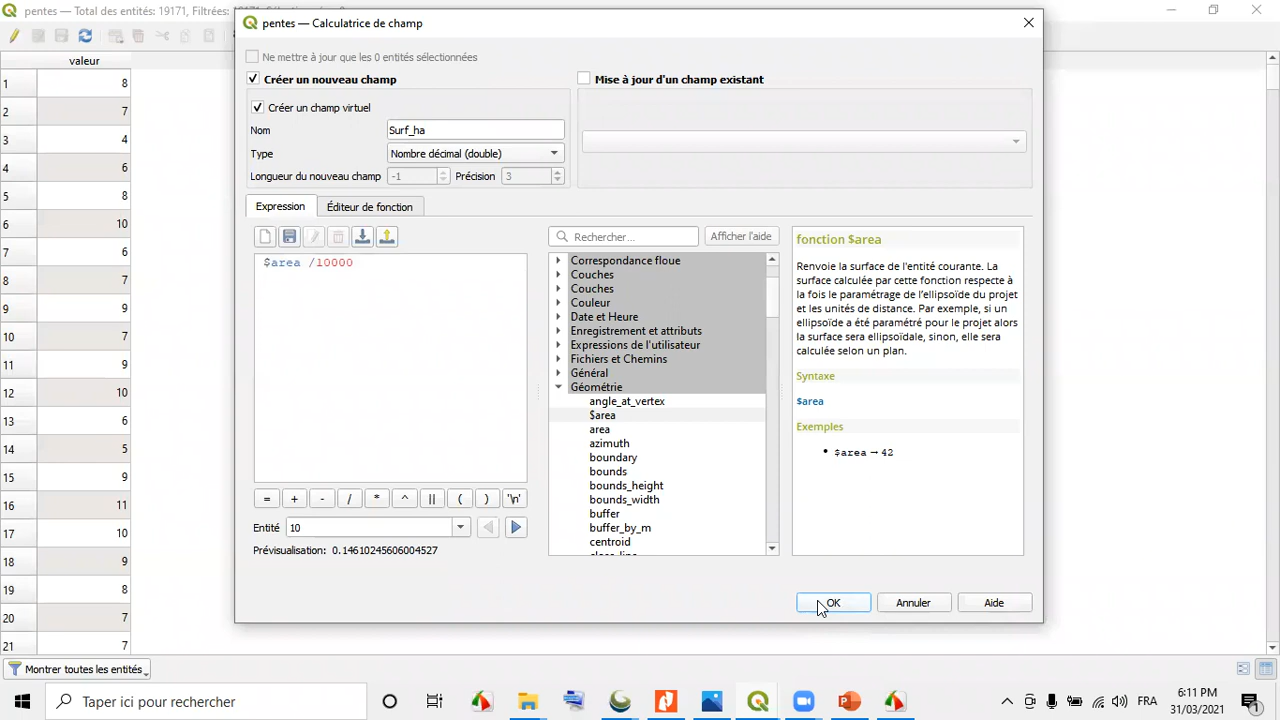 pentes — Total des entités: 19171, Filtrées:
pentes — Calculatrice de champ
Ne mettre à jour que les 0 entités sélectionnées
Créer un nouveau champ
Mise à jour d'un champ existant
Créer un champ virtuel
Nom Surf_ha
Type Nombre décimal (double)
Longueur du nouveau champ -1 Précision 3
Expression Éditeur de fonction
Rechercher... Afficher l'aide
$area /10000
= + - / * ^ || ( ) '\n'
Entité 10
Prévisualisation: 0.14610245606004527
Correspondance floue
Couches
Couches
Couleur
Date et Heure
Enregistrement et attributs
Expressions de l'utilisateur
Fichiers et Chemins
Général
Géométrie
angle_at_vertex
$area
area
azimuth
boundary
bounds
bounds_height
bounds_width
buffer
buffer_by_m
centroid
fonction $area
Renvoie la surface de l'entité courante. La
surface calculée par cette fonction respecte à
la fois le paramétrage de l'ellipsoïde du projet
et les unités de distance. Par exemple, si un
ellipsoïde a été paramétré pour le projet alors
la surface sera ellipsoïdale, sinon, elle sera
calculée selon un plan.
Syntaxe
$area
Exemples
• $area → 42
OK Annuler Aide
valeur
1 8
2 7
3 4
4 6
5 8
6 10
7 6
8 7
9 9
10 7
11 9
12 10
13 6
14 5
15 9
16 11
17 10
18 9
19 8
20 7
21 7
Montrer toutes les entités
Taper ici pour rechercher
FRA
6:11 PM
31/03/2021
1